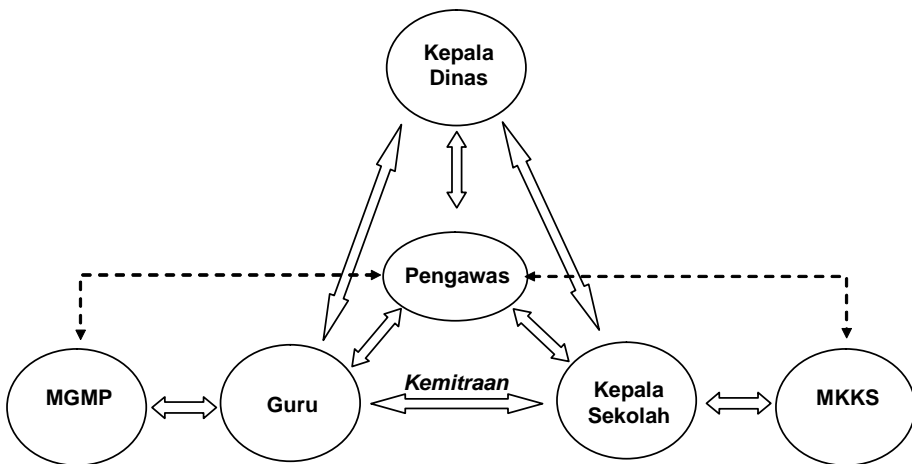 Kepala
Dinas
Pengawas
MGMP
Guru
Kemitraan
Kepala
Sekolah
MKKS